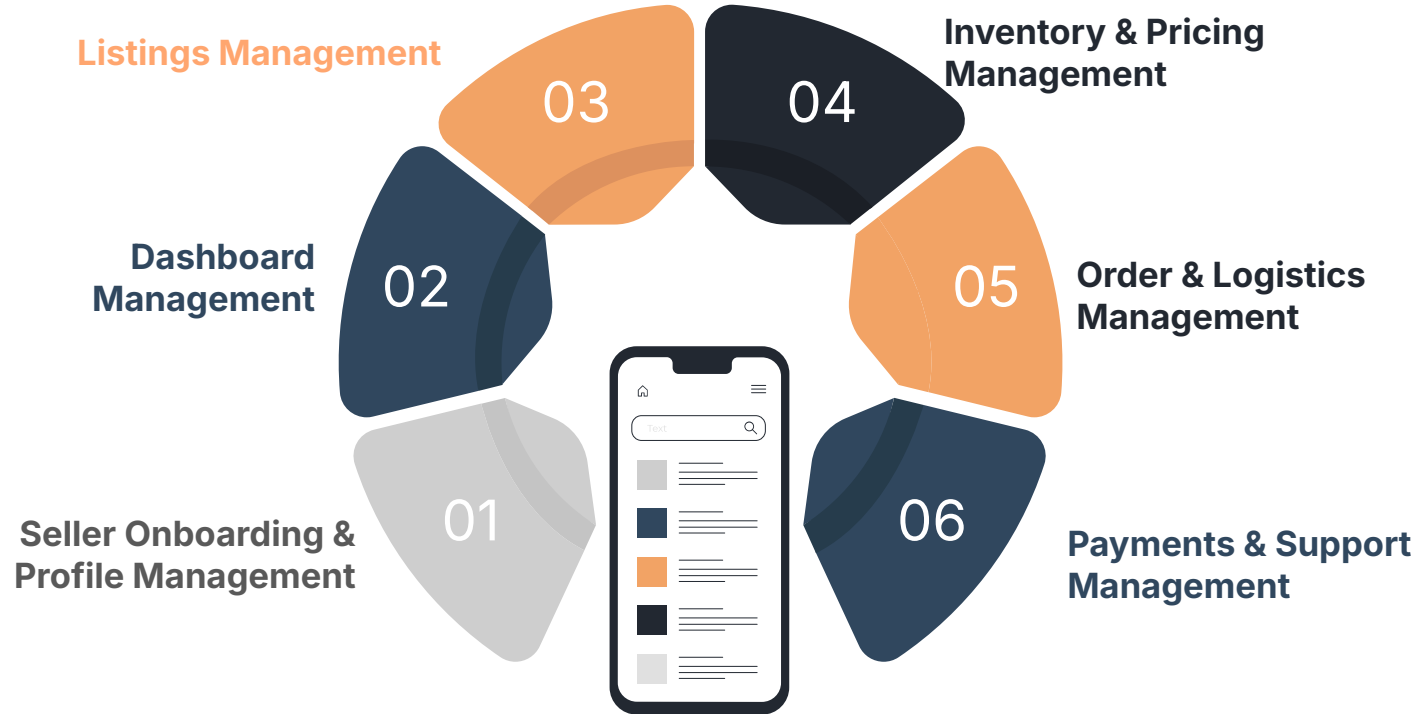 Listings Management
03
04
Inventory & Pricing
Management
Dashboard
Management
02
05
Order & Logistics
Management
Text
Seller Onboarding &
Profile Management
01
06
Payments & Support
Management